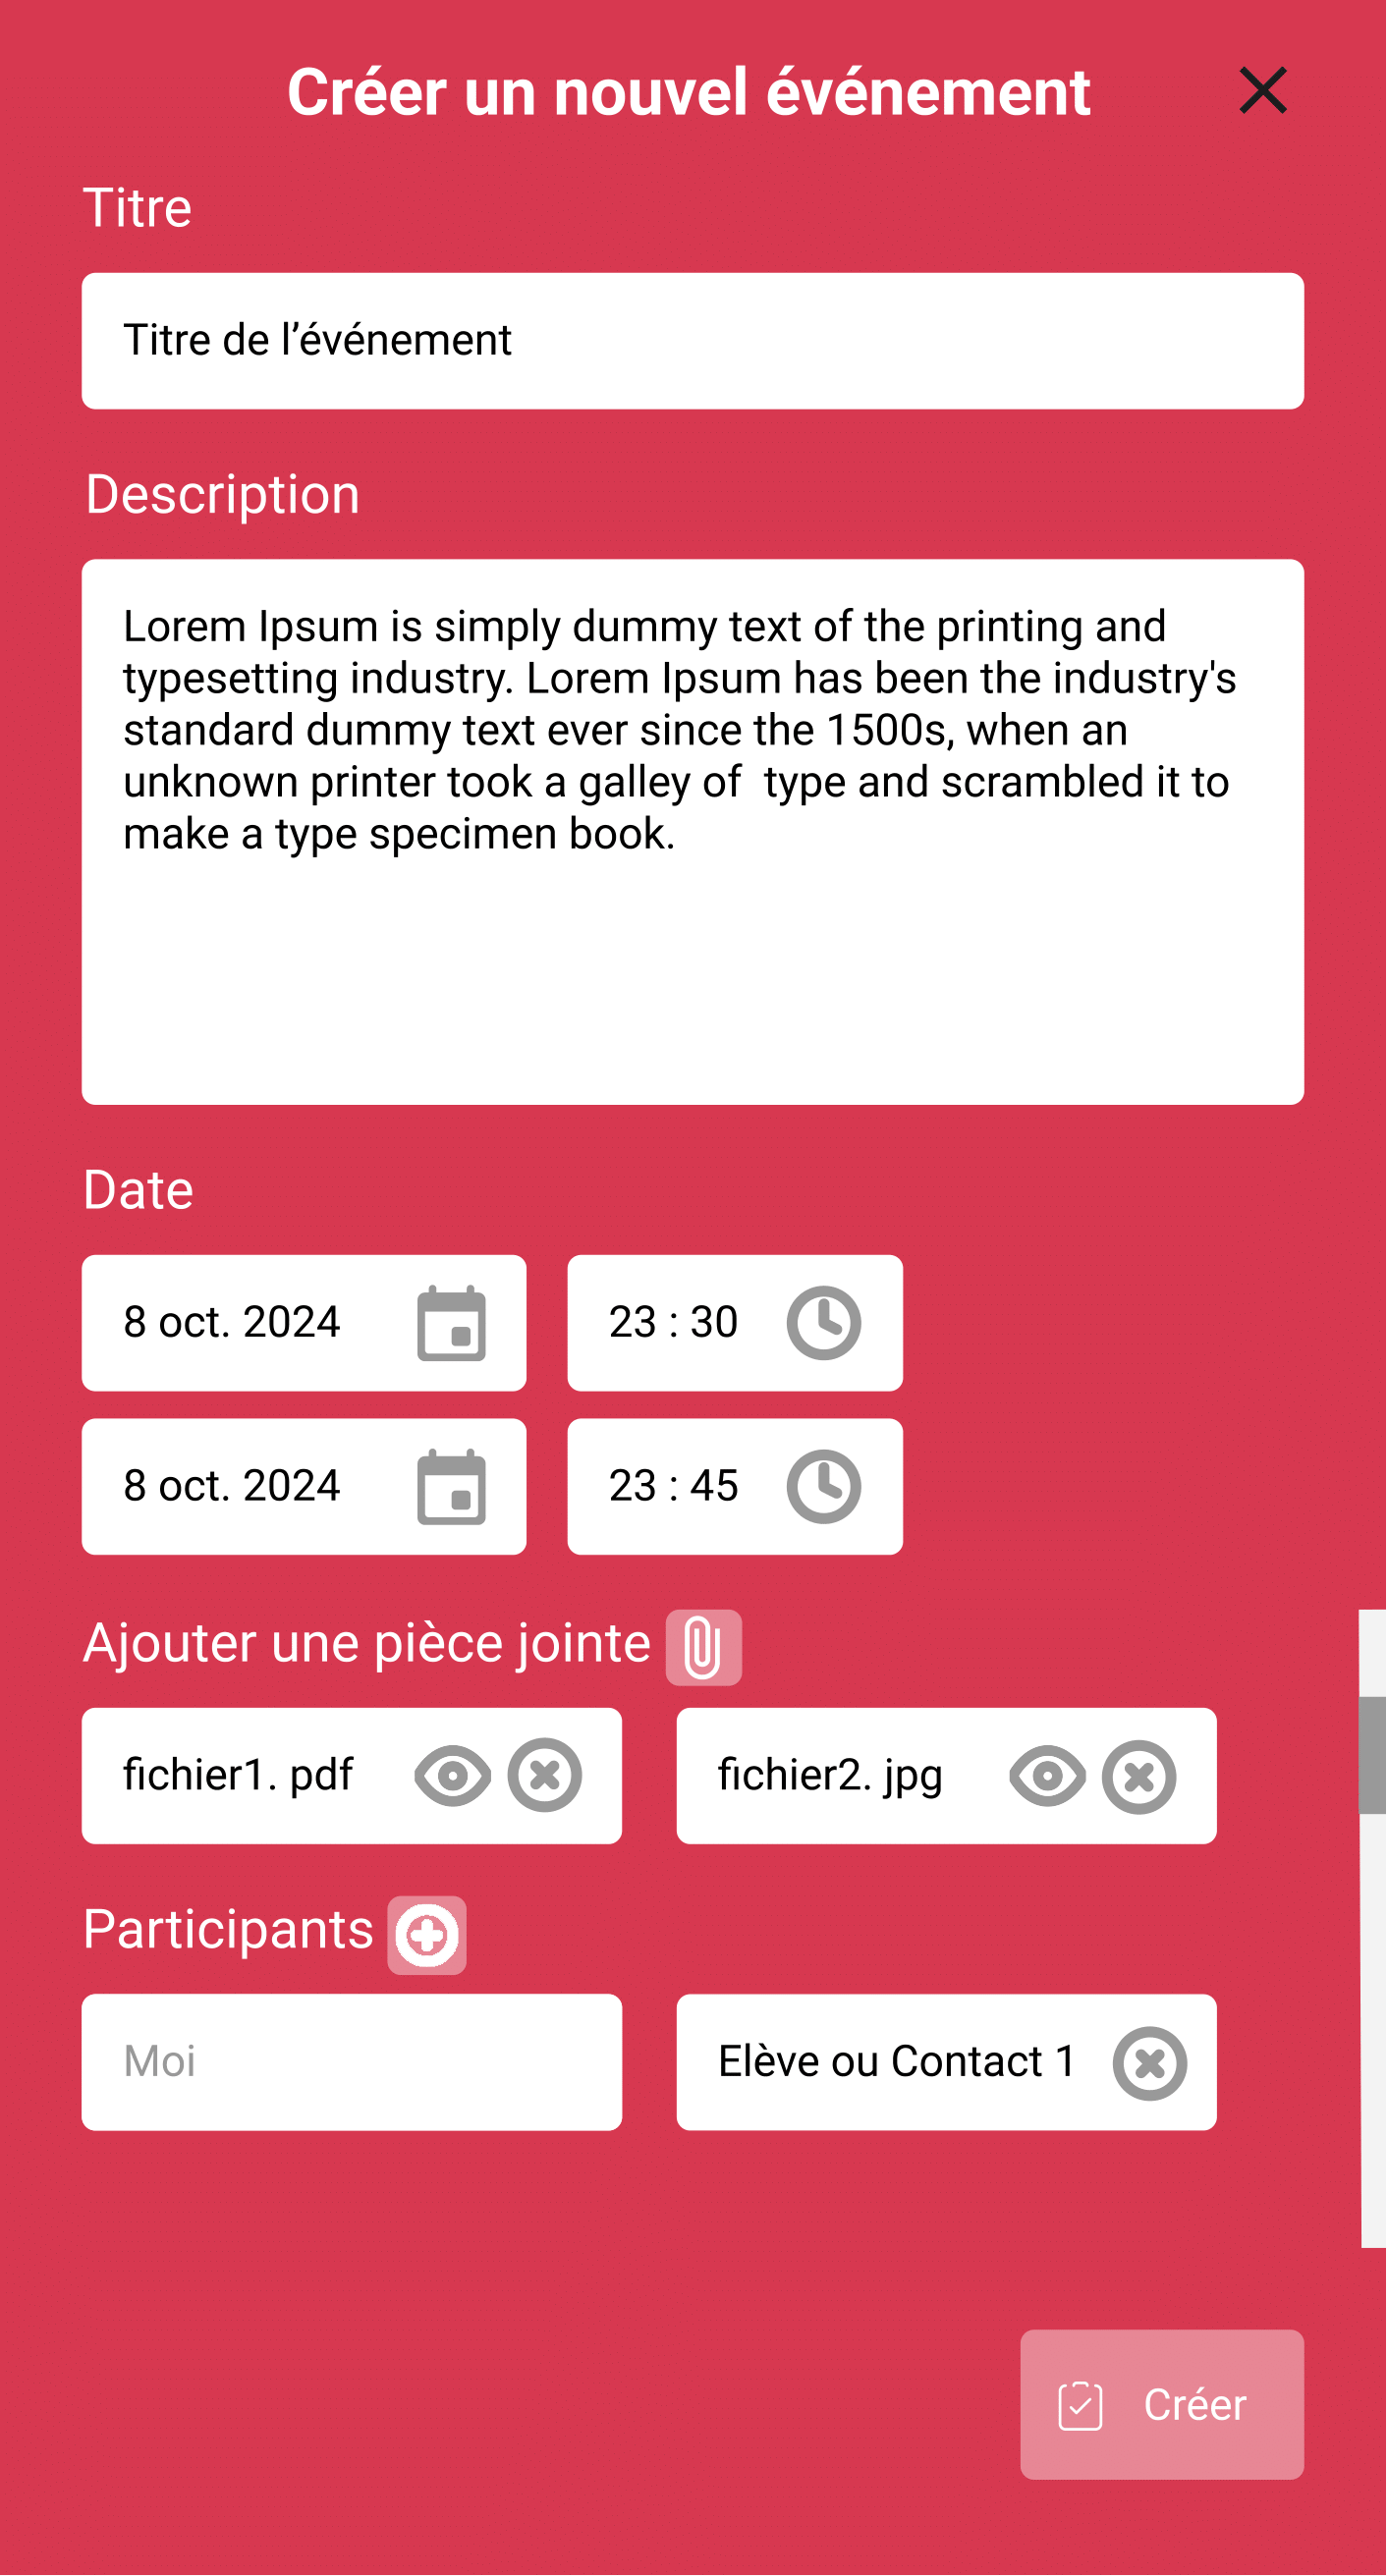 Créer un nouvel événement
Titre
Titre de l’événement
Description
Lorem Ipsum is simply dummy text of the printing and
typesetting industry. Lorem Ipsum has been the industry's
standard dummy text ever since the 1500s, when an
unknown printer took a galley of  type and scrambled it to
make a type specimen book.
Date
8 oct. 2024
23 : 30
8 oct. 2024
23 : 45
Ajouter une pièce jointe
fichier1. pdf
fichier2. jpg
Participants
Moi
Elève ou Contact 1
Créer